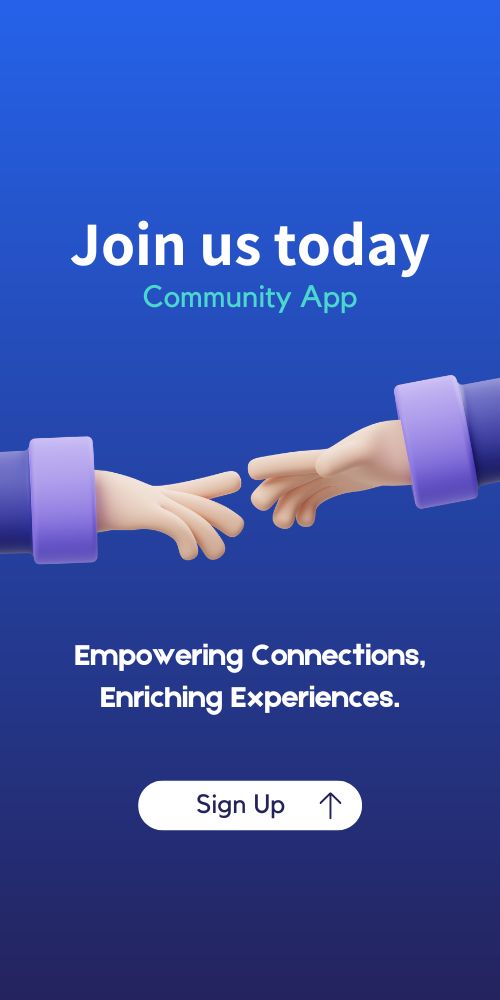 Join us today
Community App
Empowering Connections,
Enriching Experiences.
Sign Up